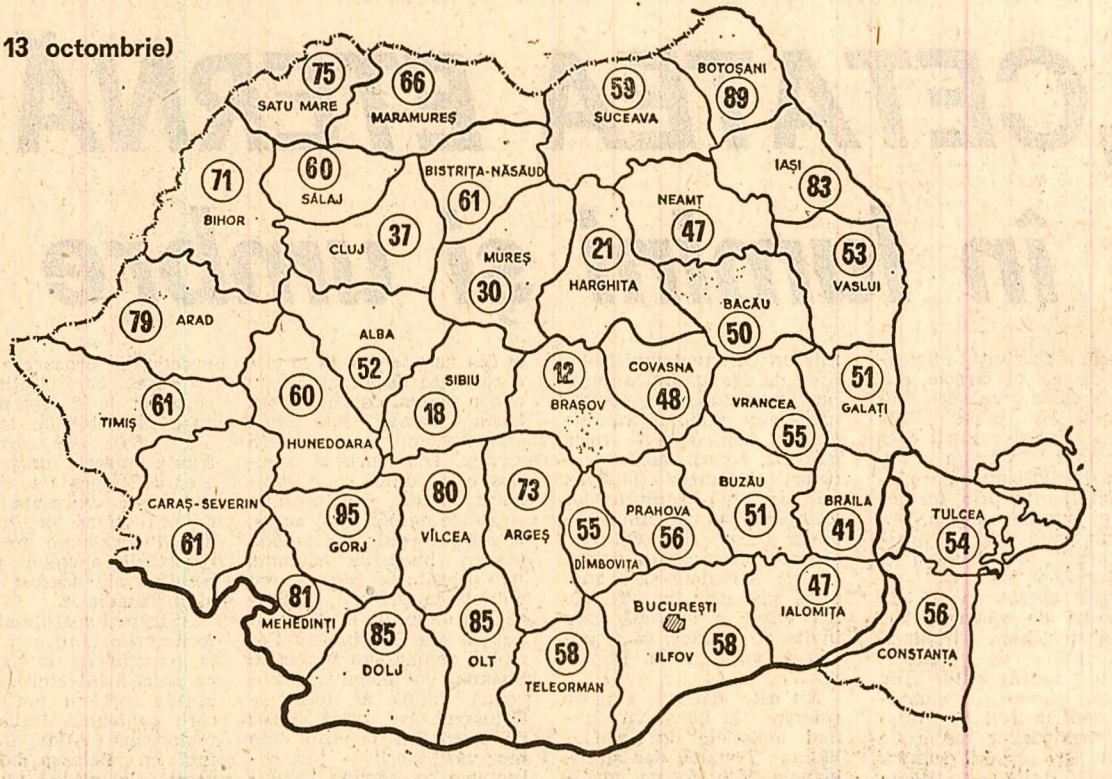 13 octombrie)
75
SATU MARE
66
MARAMUREȘ
59
SUCEAVA
BOTOȘANI
89
71
BIHOR
60
SĂLAJ
BISTRIȚA-NĂSĂUD
61
IAȘI
83
CLUJ
37
MUREȘ
30
21
HARGHITA
NEAMȚ
47
53
VASLUI
79
ARAD
ALBA
52
BACĂU
50
TIMIȘ
61
60
HUNEDOARA
SIBIU
18
12
BRAȘOV
COVASNA
48
VRANCEA
55
51
GALAȚI
CARAȘ-SEVERIN
61
95
GORJ
80
VÎLCEA
73
ARGEȘ
55
DÎMBOVIȚA
PRAHOVA
56
BUZĂU
51
BRĂILA
41
TULCEA
54
81
MEHEDINȚI
85
DOLJ
85
OLT
58
TELEORMAN
BUCUREȘTI
ILFOV
58
47
IALOMIȚA
56
CONSTANȚA